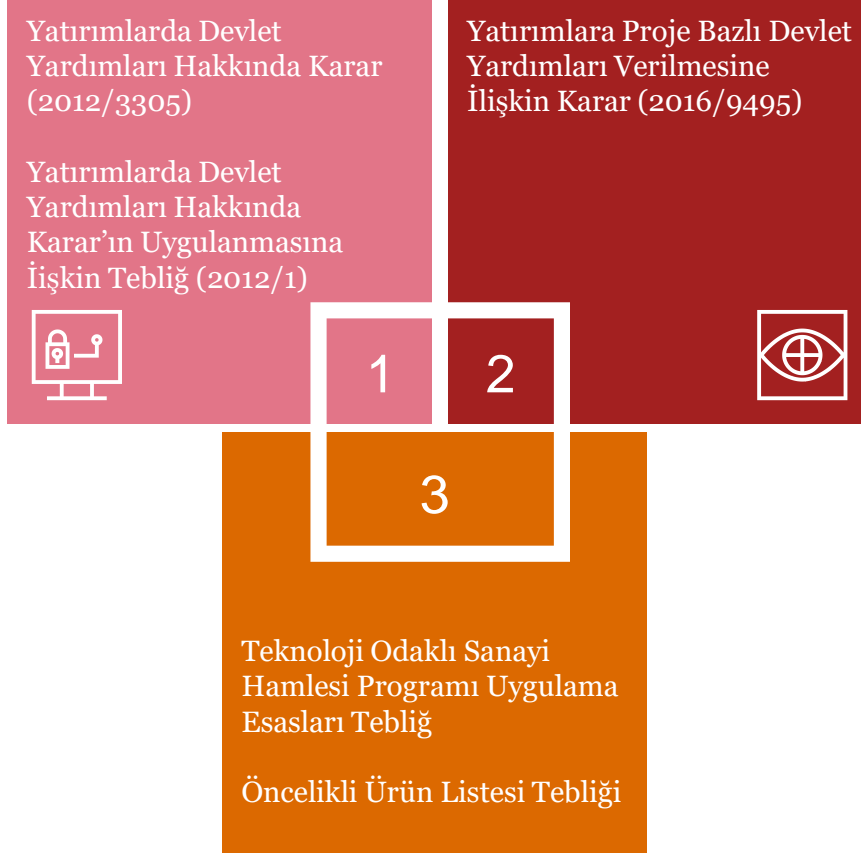 Yatırımlarda Devlet
Yardımları Hakkında Karar
(2012/3305)
Yatırımlarda Devlet
Yardımları Hakkında
Karar’ın Uygulanmasına
İişkin Tebliğ (2012/1)
1
Yatırımlara Proje Bazlı Devlet
Yardımları Verilmesine
İlişkin Karar (2016/9495)
2
3
Teknoloji Odaklı Sanayi
Hamlesi Programı Uygulama
Esasları Tebliğ
Öncelikli Ürün Listesi Tebliği